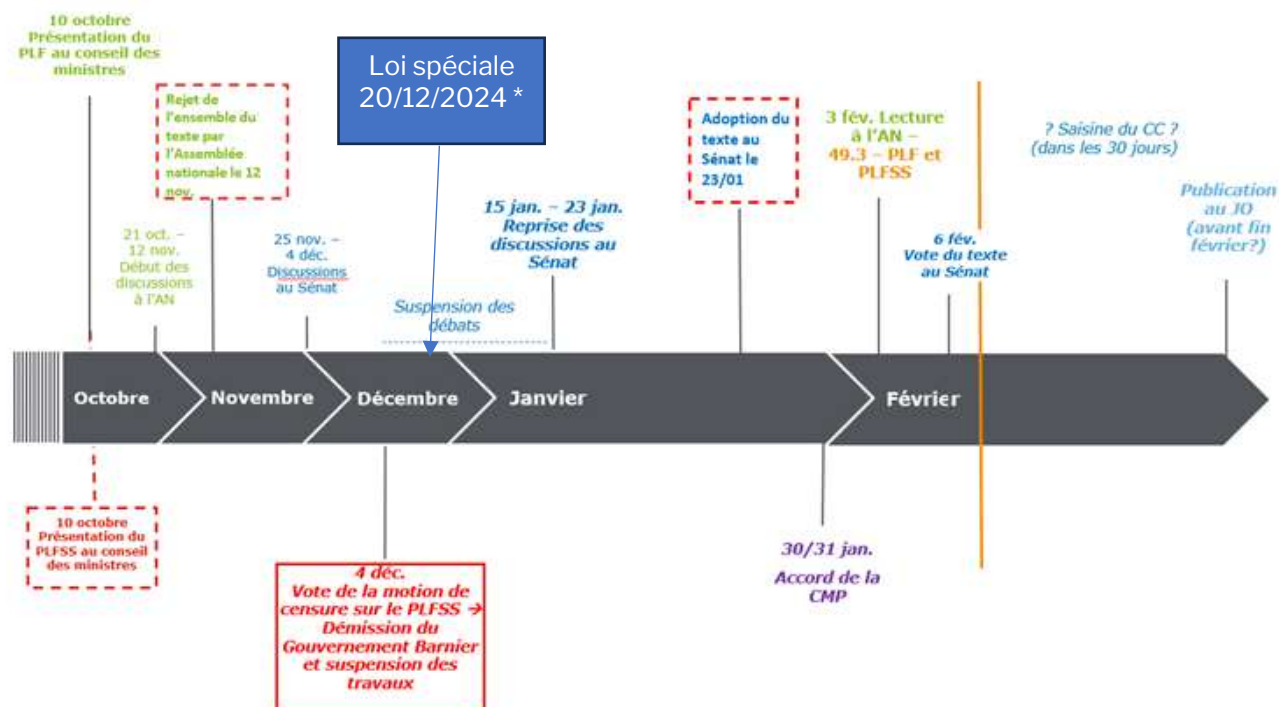 10 octobre
Présentation du
PLF au conseil des
ministres
Rejet de
l'ensemble du
texte par
l'Assemblée
nationale le 12
nov.
21 oct. –
12 nov.
Début des
discussions
à l'AN
25 nov. –
4 déc.
Discussions
au Sénat
Loi spéciale
20/12/2024 *
Suspension des
débats
15 jan. – 23 jan.
Reprise des
discussions au
Sénat
Adoption du
texte au
Sénat le
23/01
3 fév. Lecture
à l'AN –
49.3 – PLF et
PLFSS
6 fév.
Vote du texte
au Sénat
? Saisine du CC ?
(dans les 30 jours)
Publication
au JO
(avant fin
février?)
Octobre
Novembre
Décembre
Janvier
Février
10 octobre
Présentation du
PLFSS au conseil
des ministres
4 déc.
Vote de la motion de
censure sur le PLFSS →
Démission du
Gouvernement Barnier
et suspension des
travaux
30/31 jan.
Accord de la
CMP